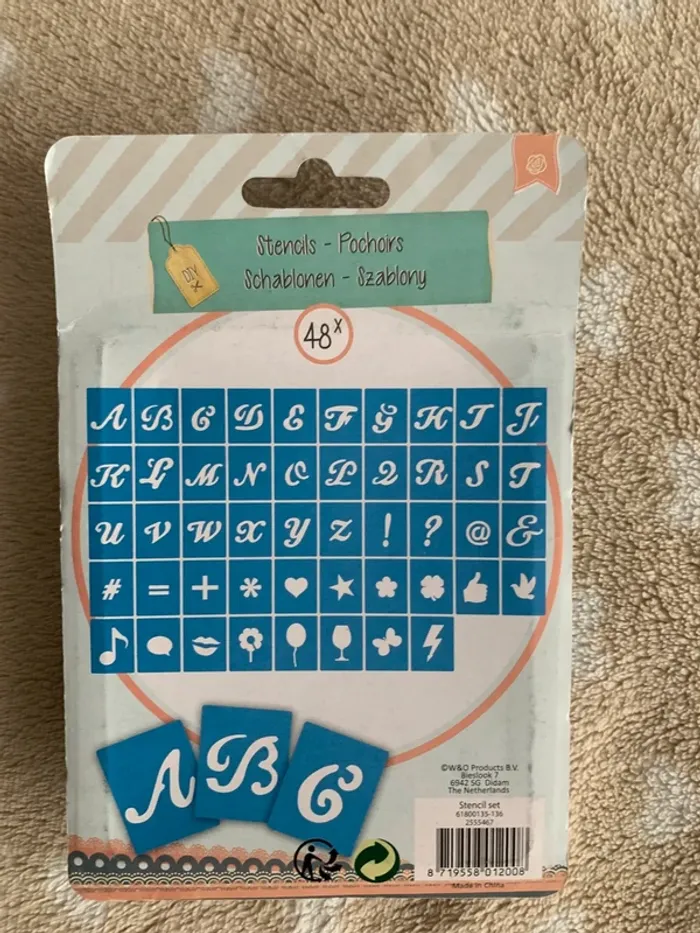 Stencils - Pochoirs
DIY
Schablonen - Szablony
48x
A B C D E F G H I J
K L M N O P Q R S T
U V W X Y Z ! ? @ &
# = + *
A B C
©W&O Products B.V.
Bieslook 7
6942 SG Didam
The Netherlands
Stencil set
61800135-136
2555467
8 719558 012008
Made in China